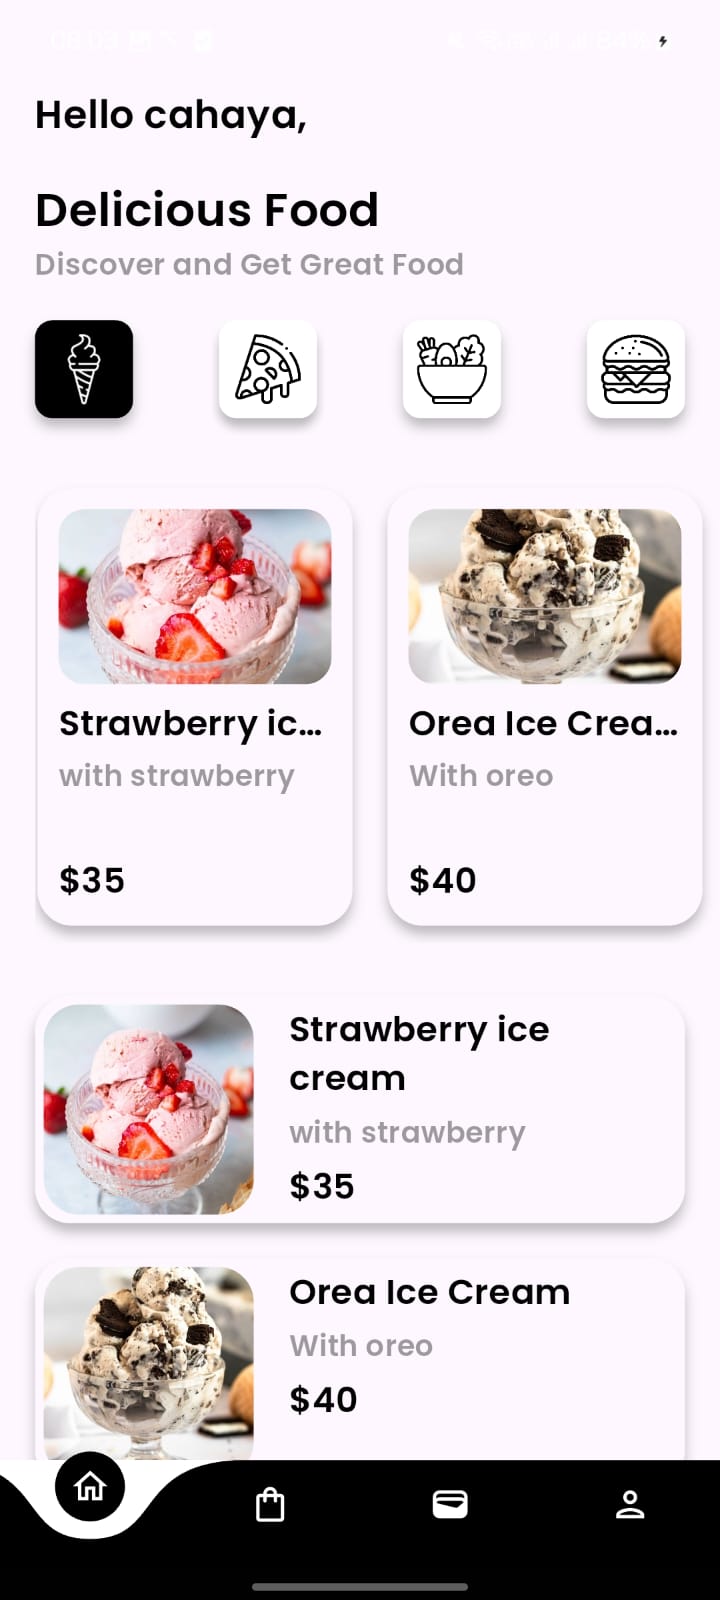 Hello cahaya,
Delicious Food
Discover and Get Great Food
Strawberry ic...
with strawberry
$35
Orea Ice Crea...
With oreo
$40
Strawberry ice
cream
with strawberry
$35
Orea Ice Cream
With oreo
$40